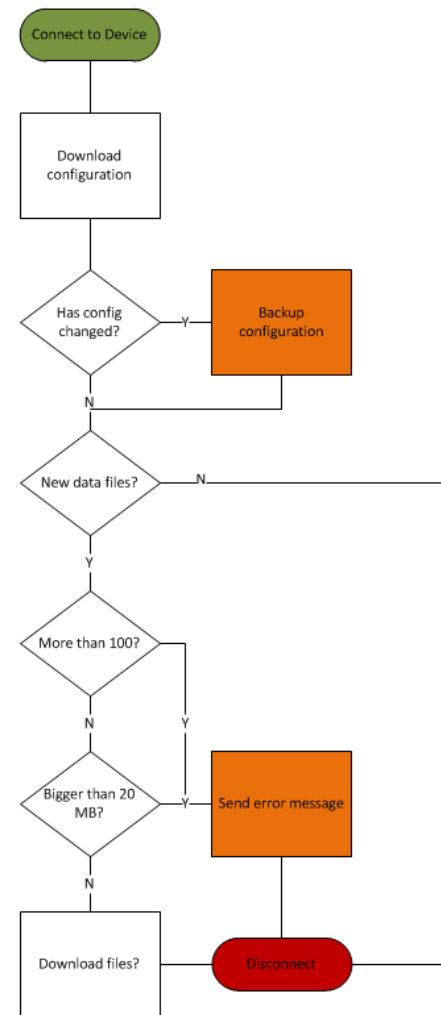 Connect to Device
Download
configuration
Has config
changed?
Y
Backup
configuration
N
New data files?
N
Y
More than 100?
N
Y
Bigger than 20
MB?
Y
Send error message
N
Download files?
Disconnect